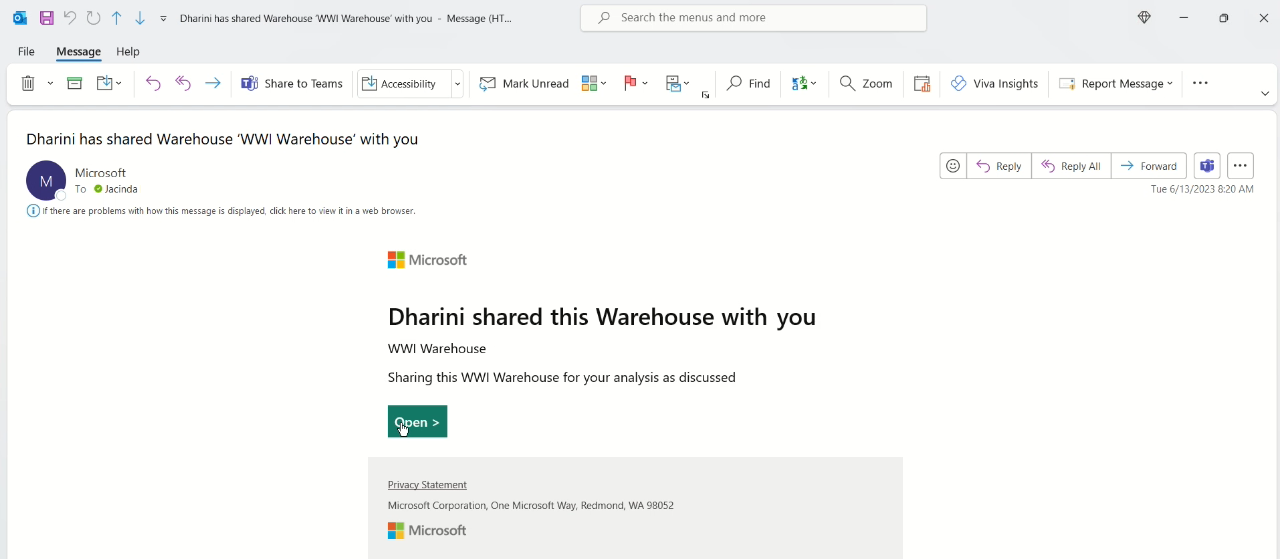 Dharini has shared Warehouse 'WWI Warehouse' with you - Message (HT...
Search the menus and more
File Message Help
Share to Teams Accessibility Mark Unread Find Zoom Viva Insights Report Message
Dharini has shared Warehouse 'WWI Warehouse' with you
M
Microsoft
To Jacinda
If there are problems with how this message is displayed, click here to view it in a web browser.
Reply Reply All Forward
Tue 6/13/2023 8:20 AM
Microsoft
Dharini shared this Warehouse with you
WWI Warehouse
Sharing this WWI Warehouse for your analysis as discussed
Open >
Privacy Statement
Microsoft Corporation, One Microsoft Way, Redmond, WA 98052
Microsoft